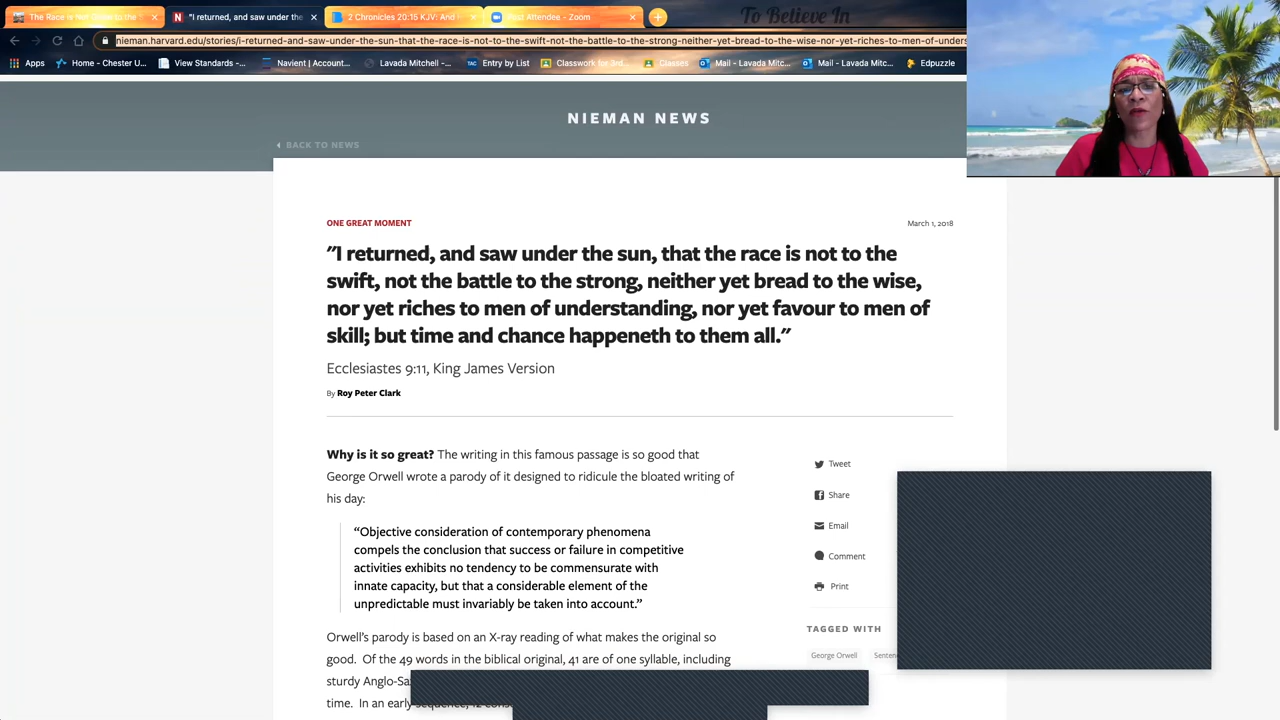 The Race is Not Given to the S
"I returned, and saw under the
2 Chronicles 20:15 KJV: And
Post Attendee - Zoom
To Believe In
nieman.harvard.edu/stories/i-returned-and-saw-under-the-sun-that-the-race-is-not-to-the-swift-not-the-battle-to-the-strong-neither-yet-bread-to-the-wise-nor-yet-riches-to-men-of-unders
Apps
Home - Chester U...
View Standards -...
Navient | Account...
Lavada Mitchell -...
Entry by List
Classwork for 3rd...
Classes
Mail - Lavada Mitc...
Mail - Lavada Mitc...
Edpuzzle
NIEMAN NEWS
BACK TO NEWS
ONE GREAT MOMENT
March 1, 2018
"I returned, and saw under the sun, that the race is not to the
swift, not the battle to the strong, neither yet bread to the wise,
nor yet riches to men of understanding, nor yet favour to men of
skill; but time and chance happeneth to them all."
Ecclesiastes 9:11, King James Version
By Roy Peter Clark
Why is it so great? The writing in this famous passage is so good that
George Orwell wrote a parody of it designed to ridicule the bloated writing of
his day:
“Objective consideration of contemporary phenomena
compels the conclusion that success or failure in competitive
activities exhibits no tendency to be commensurate with
innate capacity, but that a considerable element of the
unpredictable must invariably be taken into account.”
Orwell’s parody is based on an X-ray reading of what makes the original so
good. Of the 49 words in the biblical original, 41 are of one syllable, including
sturdy Anglo-Sa
time. In an early sequence, 12
Tweet
Share
Email
Comment
Print
TAGGED WITH
George Orwell
Senten